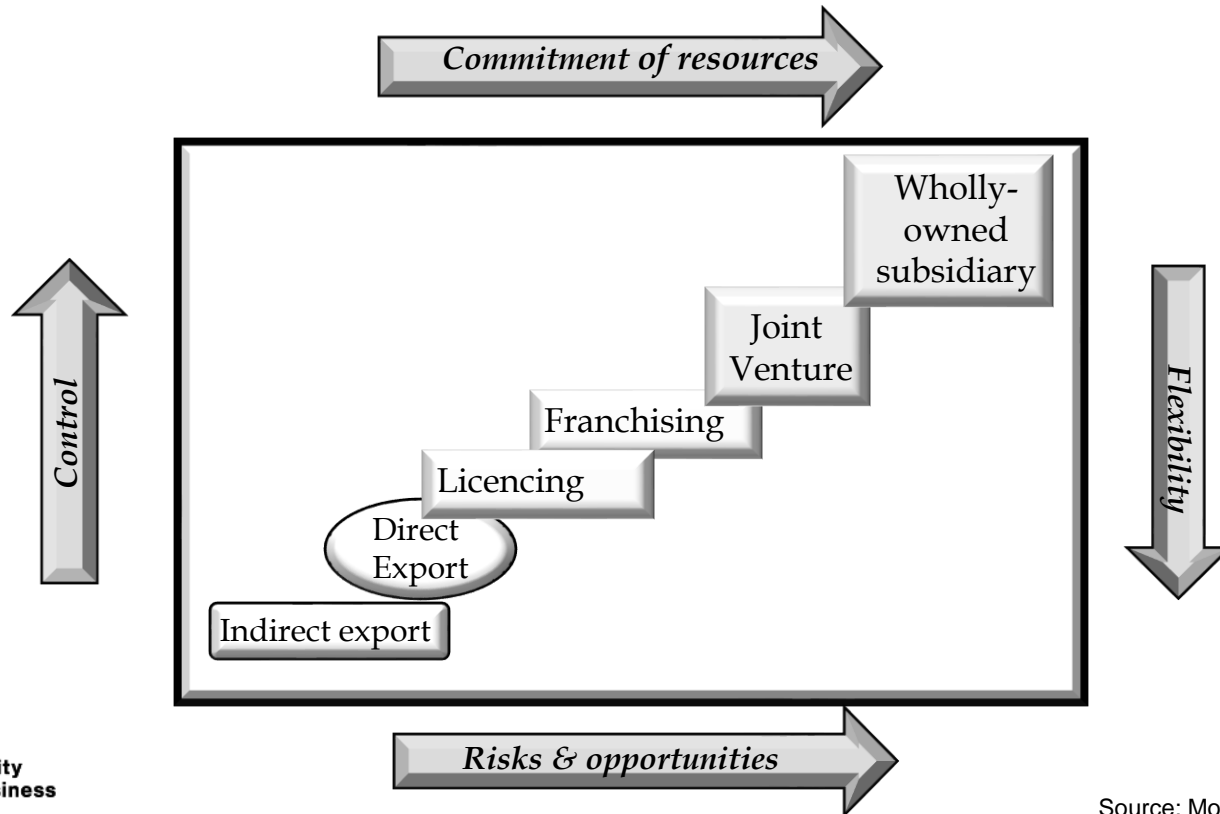 Commitment of resources
Wholly-
owned
subsidiary
Joint
Venture
Franchising
Licencing
Direct
Export
Indirect export
Control
Flexibility
Risks & opportunities
ity
siness
Source: Mo